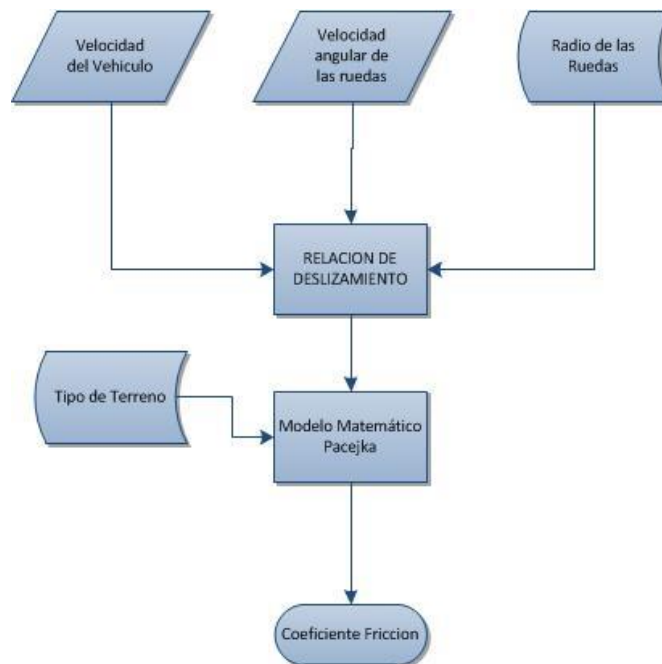 Velocidad
del Vehiculo
Velocidad
angular de
las ruedas
Radio de las
Ruedas
RELACION DE
DESLIZAMIENTO
Tipo de Terreno
Modelo Matemático
Pacejka
Coeficiente Friccion